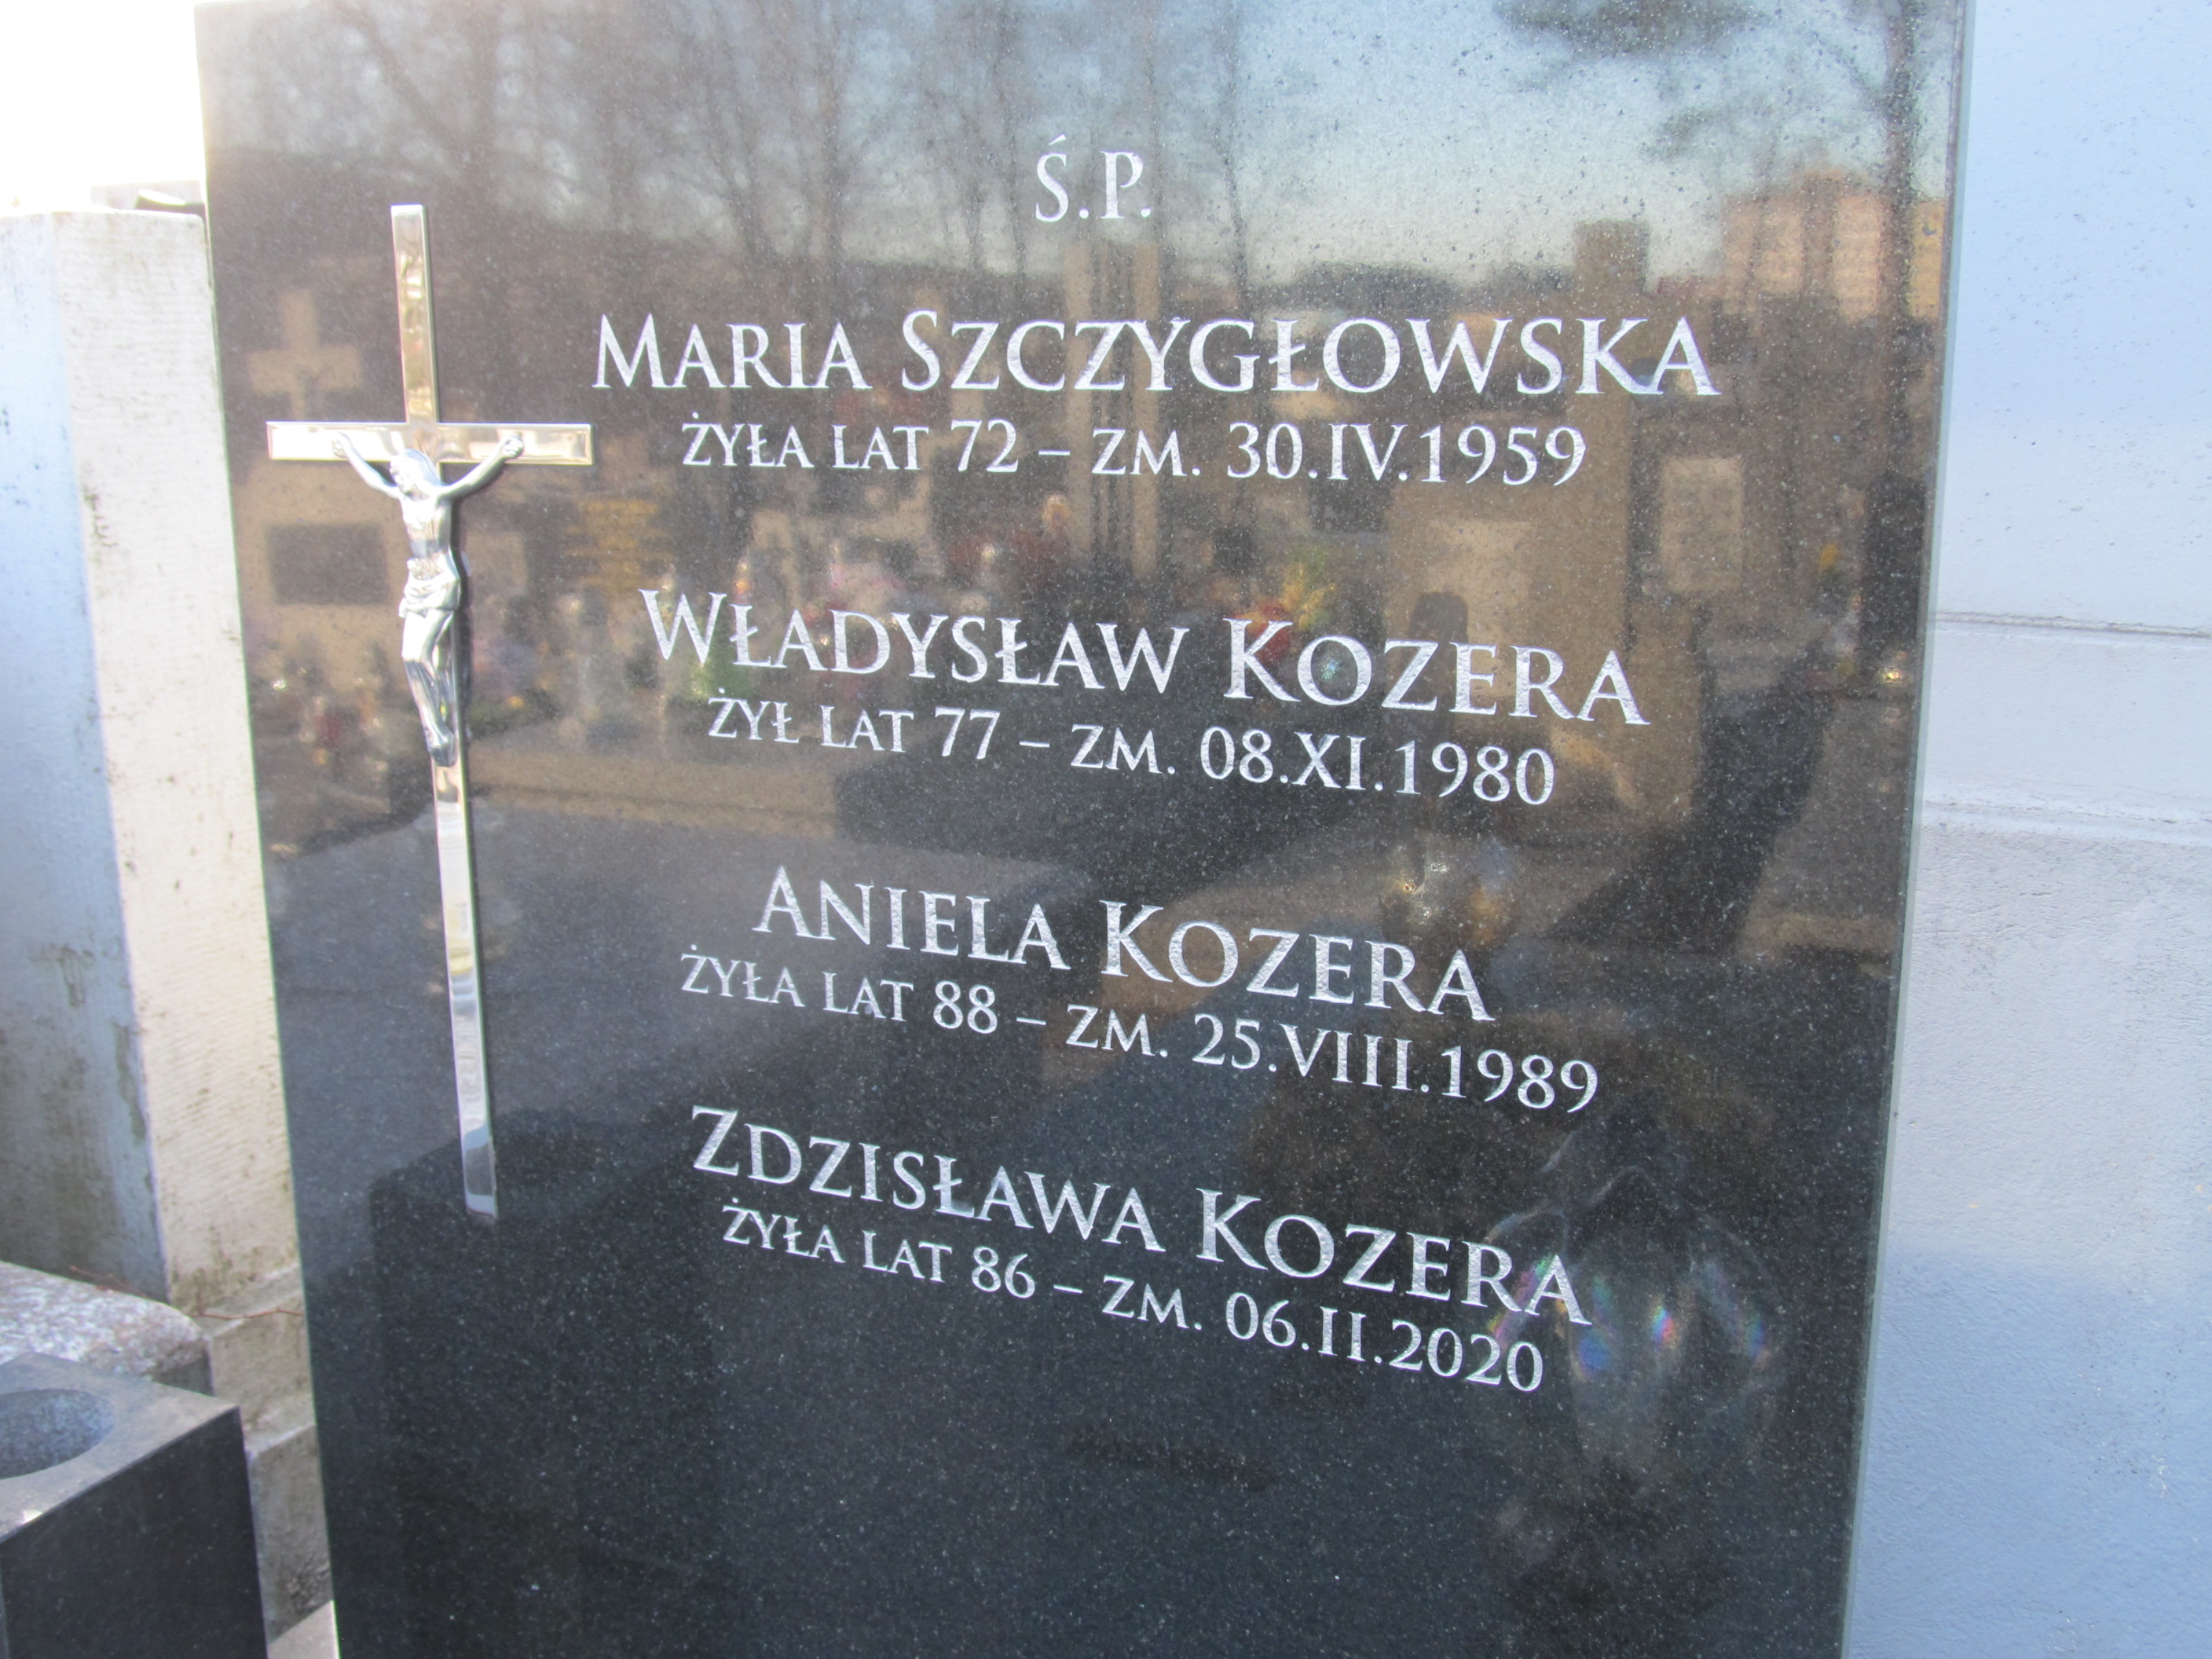 Ś.P.
MARIA SZCZYGŁOWSKA
ŻYŁA LAT 72 – ZM. 30.IV.1959
WŁADYSŁAW KOZERA
ŻYŁ LAT 77 – ZM. 08.XI.1980
ANIELA KOZERA
ŻYŁA LAT 88 – ZM. 25.VIII.1989
ZDZISŁAWA KOZERA
ŻYŁA LAT 86 – ZM. 06.II.2020